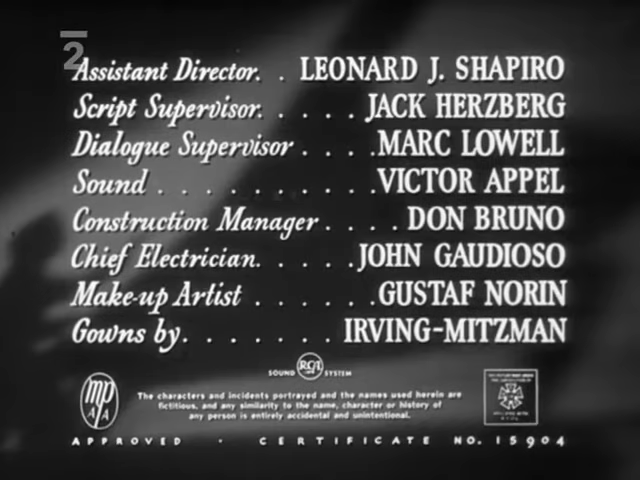 2
Assistant Director. . LEONARD J. SHAPIRO
Script Supervisor. . . . . JACK HERZBERG
Dialogue Supervisor . . . . MARC LOWELL
Sound . . . . . . . . . . VICTOR APPEL
Construction Manager . . . . DON BRUNO
Chief Electrician. . . . . JOHN GAUDIOSO
Make-up Artist . . . . . . GUSTAF NORIN
Gowns by. . . . . . . IRVING-MITZMAN
SOUND RCA SYSTEM
mp
AA
The characters and incidents portrayed and the names used herein are
fictitious, and any similarity to the name, character or history of
any person is entirely accidental and unintentional.
APPROVED · CERTIFICATE NO. 15904